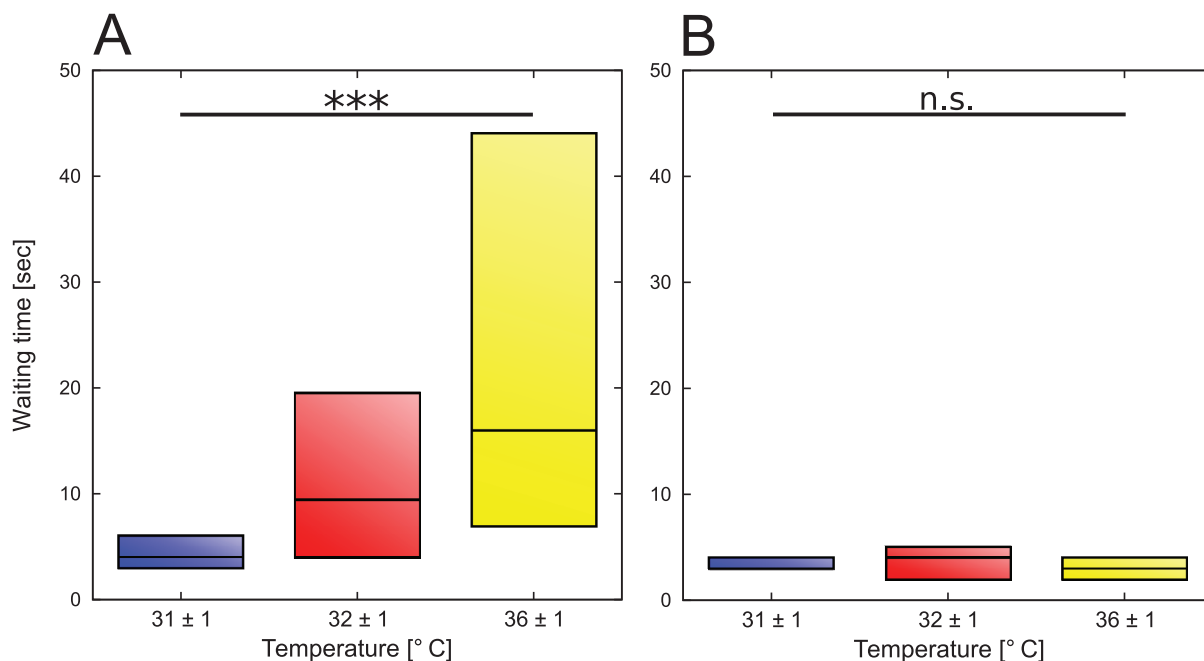 A
50
40
30
20
10
0
Waiting time [sec]
***
31 ± 1
32 ± 1
36 ± 1
Temperature [° C]
B
50
40
30
20
10
0
n.s.
31 ± 1
32 ± 1
36 ± 1
Temperature [° C]